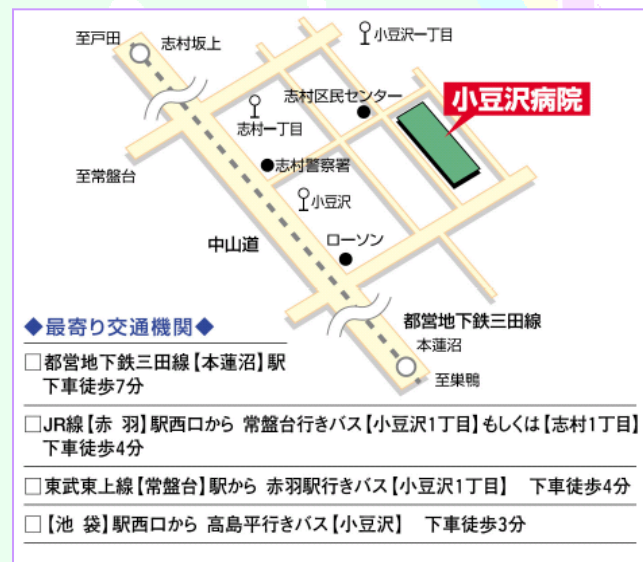 至戸田
志村坂上
小豆沢一丁目
志村区民センター
小豆沢病院
志村一丁目
至常盤台
志村警察署
小豆沢
中山道
ローソン
都営地下鉄三田線
本蓮沼
至巣鴨
◆最寄り交通機関◆
□都営地下鉄三田線【本蓮沼】駅
下車徒歩7分
□JR線【赤 羽】駅西口から 常盤台行きバス【小豆沢1丁目】もしくは【志村1丁目】
下車徒歩4分
□東武東上線【常盤台】駅から 赤羽駅行きバス【小豆沢1丁目】 下車徒歩4分
□【池 袋】駅西口から 高島平行きバス【小豆沢】 下車徒歩3分